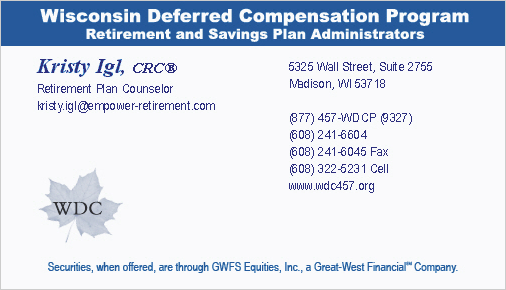 Wisconsin Deferred Compensation Program
Retirement and Savings Plan Administrators
Kristy Igl, CRC®
Retirement Plan Counselor
kristy.igl@empower-retirement.com
5325 Wall Street, Suite 2755
Madison, WI 53718
(877) 457-WDCP (9327)
(608) 241-6604
(608) 241-6045 Fax
(608) 322-5231 Cell
www.wdc457.org
WDC
Securities, when offered, are through GWFS Equities, Inc., a Great-West Financial℠ Company.